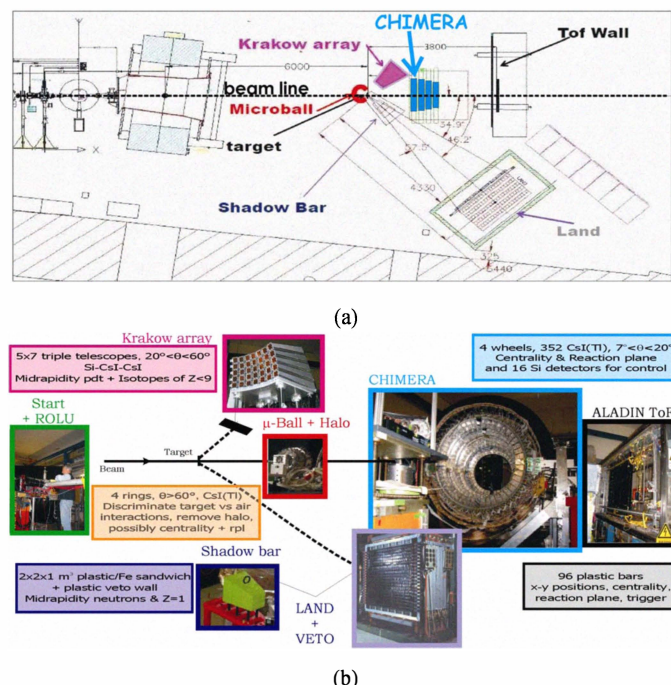 CHIMERA
Krakow array
1800
Tof Wall
6000
beam line
Microball
target
34.9°
46.2°
57.0°
Shadow Bar
4330
Land
X
325
6440
(a)
Krakow array
5x7 triple telescopes, 20°<θ<60°
Si-CsI-CsI
Midrapidity pdt + Isotopes of Z<9
4 wheels, 352 CsI(Tl), 7°<θ<20°
Centrality & Reaction plane
and 16 Si detectors for control
Start
+ ROLU
CHIMERA
μ-Ball + Halo
ALADIN ToF
Target
Beam
4 rings, θ>60°, CsI(Tl)
Discriminate target vs air
interactions, remove halo,
possibly centrality + rpl
Shadow bar
2x2x1 m³ plastic/Fe sandwich
+ plastic veto wall
Midrapidity neutrons & Z=1
LAND
+
VETO
96 plastic bars
x-y positions, centrality,
reaction plane, trigger
(b)